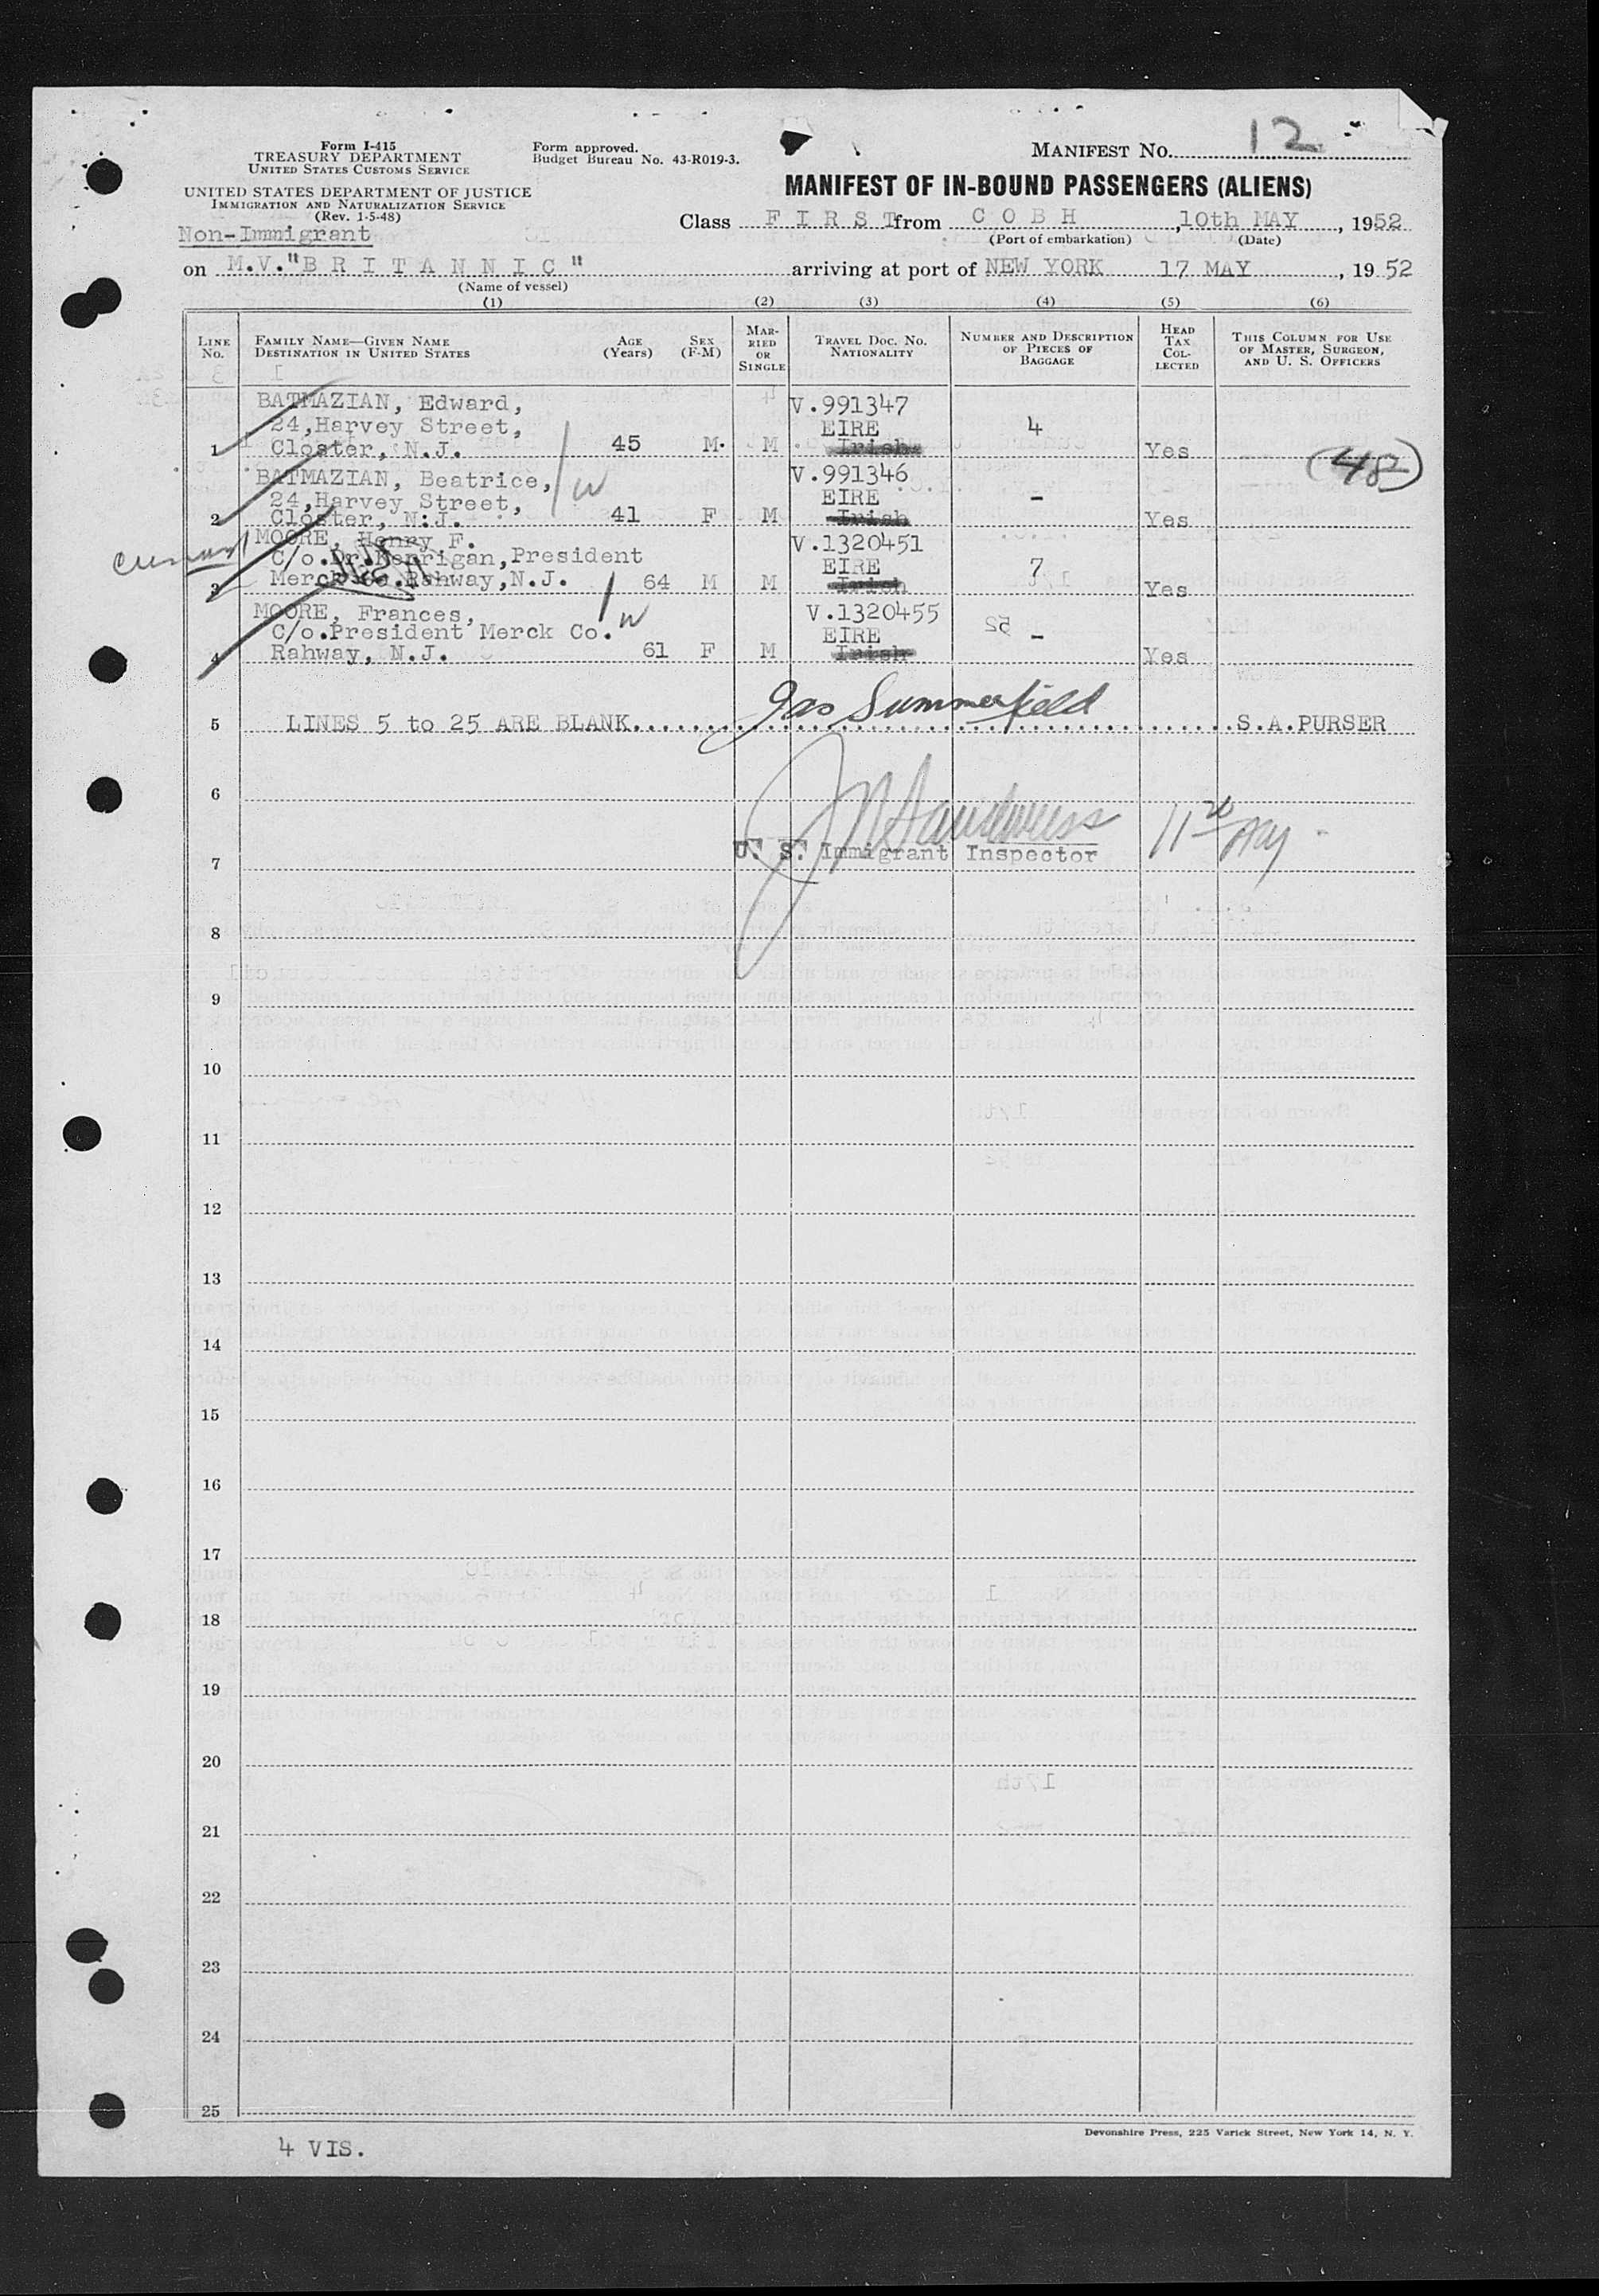 Form I-415
TREASURY DEPARTMENT
UNITED STATES CUSTOMS SERVICE
UNITED STATES DEPARTMENT OF JUSTICE
IMMIGRATION AND NATURALIZATION SERVICE
(Rev. 1-5-48)
Form approved.
Budget Bureau No. 43-R019-3.
MANIFEST No. 12
MANIFEST OF IN-BOUND PASSENGERS (ALIENS)
Non-Immigrant
Class F I R S T from C O B H, 10th MAY, 1952
(Port of embarkation) (Date)
on M.V."B R I T A N N I C" arriving at port of NEW YORK 17 MAY, 1952
(Name of vessel)
(1) (2) (3) (4) (5) (6)
LINE No. FAMILY NAME—GIVEN NAME DESTINATION IN UNITED STATES AGE (Years) SEX (F-M) MARRIED OR SINGLE TRAVEL DOC. NO. NATIONALITY NUMBER AND DESCRIPTION OF PIECES OF BAGGAGE HEAD TAX COLLECTED THIS COLUMN FOR USE OF MASTER, SURGEON, AND U. S. OFFICERS
BATMAZIAN, Edward, V.991347
24,Harvey Street, EIRE 4
1 Closter, N.J. 45 M. M Irish Yes
(48)
BATMAZIAN, Beatrice, V.991346
W
24,Harvey Street, EIRE -
2 Closter, N.J. 41 F M Irish Yes
MOORE, Henry F. V.1320451
C/o.Dr.Kerrigan,President EIRE 7
3 Merck Co.Rahway,N.J. 64 M M Irish Yes
MOORE, Frances, V.1320455
W
C/o.President Merck Co. EIRE -
4 Rahway, N.J. 61 F M Irish Yes
Jas Summerfield
5 LINES 5 to 25 ARE BLANK..........S.A.PURSER
6
U. S. Immigrant Inspector
7
8
9
10
11
12
13
14
15
16
17
18
19
20
21
22
23
24
25
Devonshire Press, 225 Varick Street, New York 14, N. Y.
4 VIS.